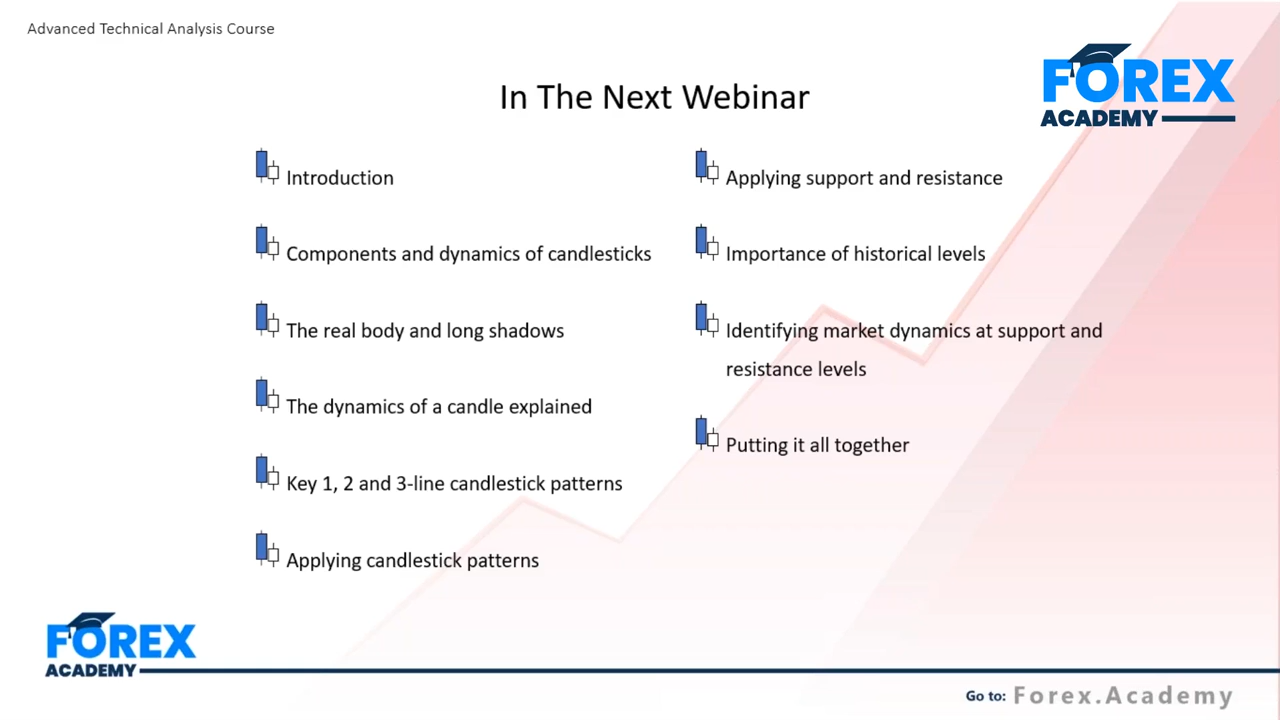 Advanced Technical Analysis Course
FOREX
ACADEMY
In The Next Webinar
Introduction
Components and dynamics of candlesticks
The real body and long shadows
The dynamics of a candle explained
Key 1, 2 and 3-line candlestick patterns
Applying candlestick patterns
Applying support and resistance
Importance of historical levels
Identifying market dynamics at support and
resistance levels
Putting it all together
FOREX
ACADEMY
Go to: Forex.Academy